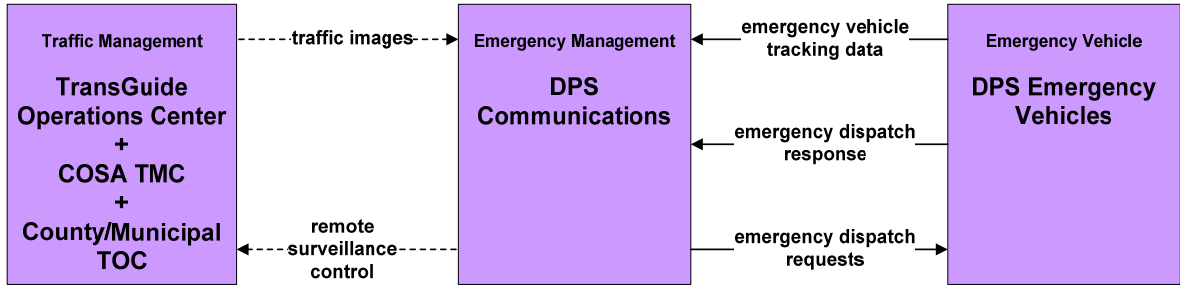 Traffic Management
TransGuide
Operations Center
+
COSA TMC
+
County/Municipal
TOC
traffic images
remote
surveillance
control
Emergency Management
DPS
Communications
emergency vehicle
tracking data
emergency dispatch
response
emergency dispatch
requests
Emergency Vehicle
DPS Emergency
Vehicles